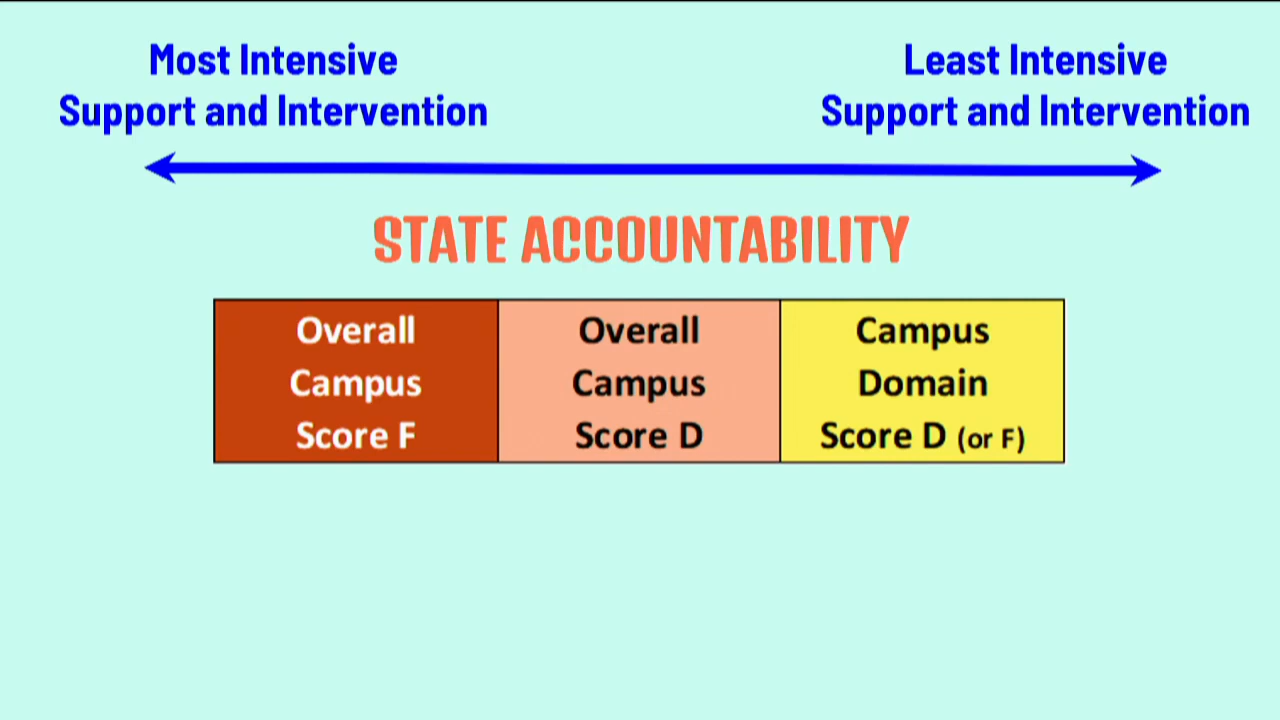 Most Intensive
Support and Intervention
Least Intensive
Support and Intervention
STATE ACCOUNTABILITY
Overall
Campus
Score F
Overall
Campus
Score D
Campus
Domain
Score D (or F)